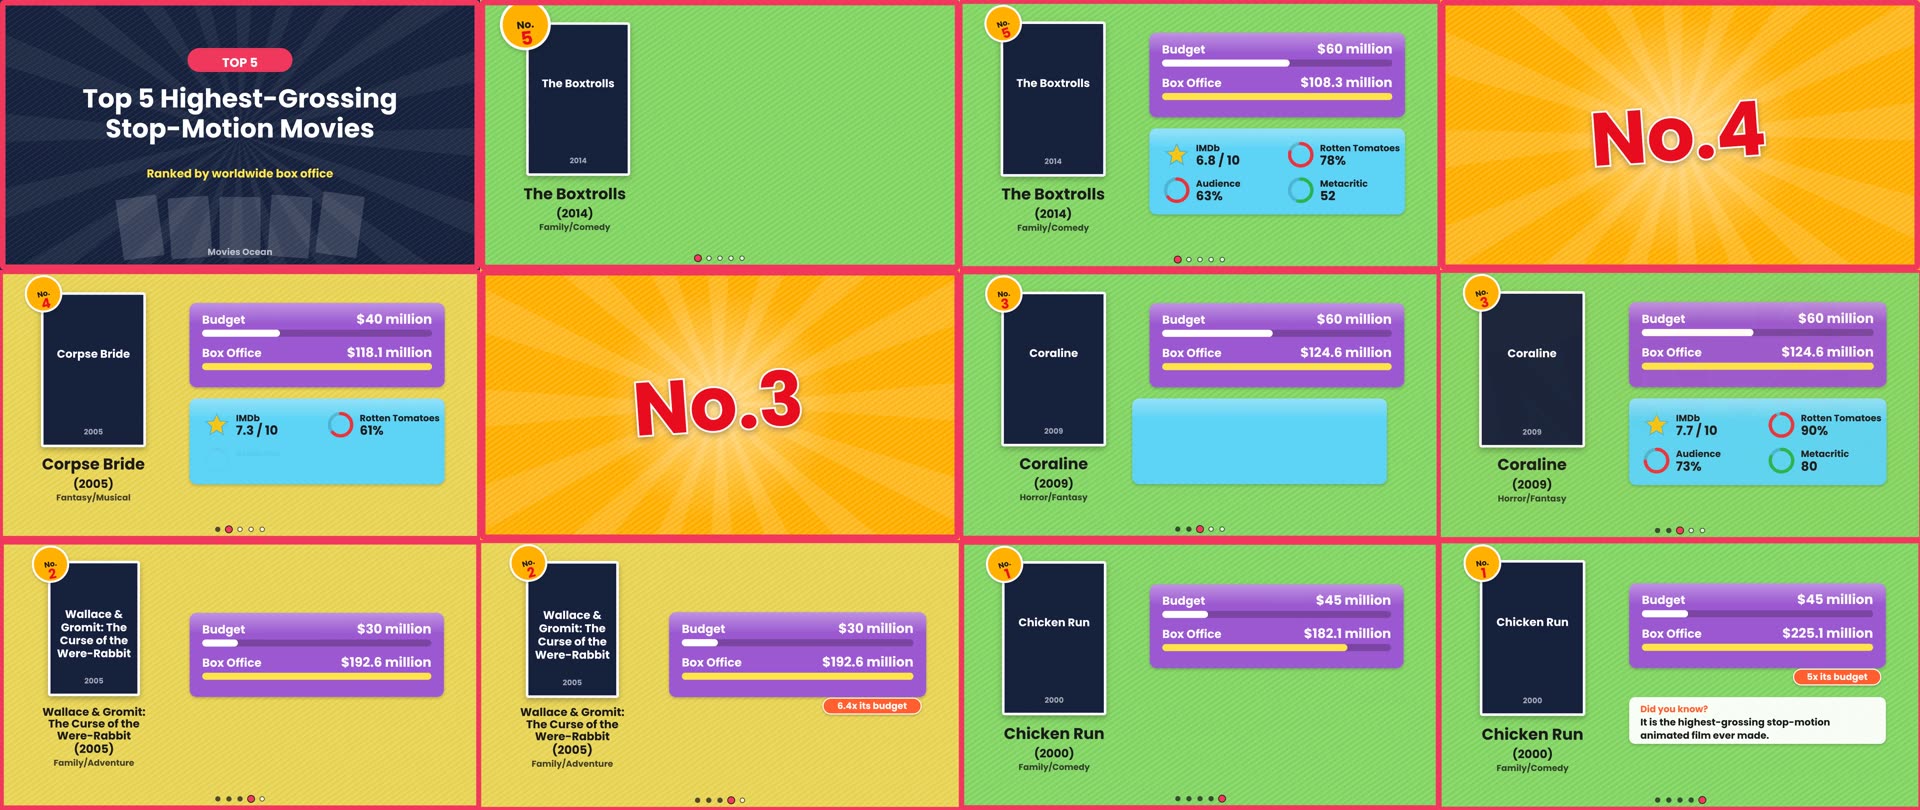 TOP 5
Top 5 Highest-Grossing
Stop-Motion Movies
Ranked by worldwide box office
Movies Ocean
No.
5
The Boxtrolls
2014
The Boxtrolls
(2014)
Family/Comedy
No.
5
The Boxtrolls
2014
The Boxtrolls
(2014)
Family/Comedy
Budget $60 million
Box Office $108.3 million
IMDb
6.8 / 10
Rotten Tomatoes
78%
Audience
63%
Metacritic
52
No.4
No.
4
Corpse Bride
2005
Corpse Bride
(2005)
Fantasy/Musical
Budget $40 million
Box Office $118.1 million
IMDb
7.3 / 10
Rotten Tomatoes
61%
No.3
No.
3
Coraline
2009
Coraline
(2009)
Horror/Fantasy
Budget $60 million
Box Office $124.6 million
No.
3
Coraline
2009
Coraline
(2009)
Horror/Fantasy
Budget $60 million
Box Office $124.6 million
IMDb
7.7 / 10
Rotten Tomatoes
90%
Audience
73%
Metacritic
80
No.
2
Wallace &
Gromit: The
Curse of the
Were-Rabbit
2005
Wallace & Gromit:
The Curse of the
Were-Rabbit
(2005)
Family/Adventure
Budget $30 million
Box Office $192.6 million
No.
2
Wallace &
Gromit: The
Curse of the
Were-Rabbit
2005
Wallace & Gromit:
The Curse of the
Were-Rabbit
(2005)
Family/Adventure
Budget $30 million
Box Office $192.6 million
6.4x its budget
No.
1
Chicken Run
2000
Chicken Run
(2000)
Family/Comedy
Budget $45 million
Box Office $182.1 million
No.
1
Chicken Run
2000
Chicken Run
(2000)
Family/Comedy
Budget $45 million
Box Office $225.1 million
5x its budget
Did you know?
It is the highest-grossing stop-motion
animated film ever made.